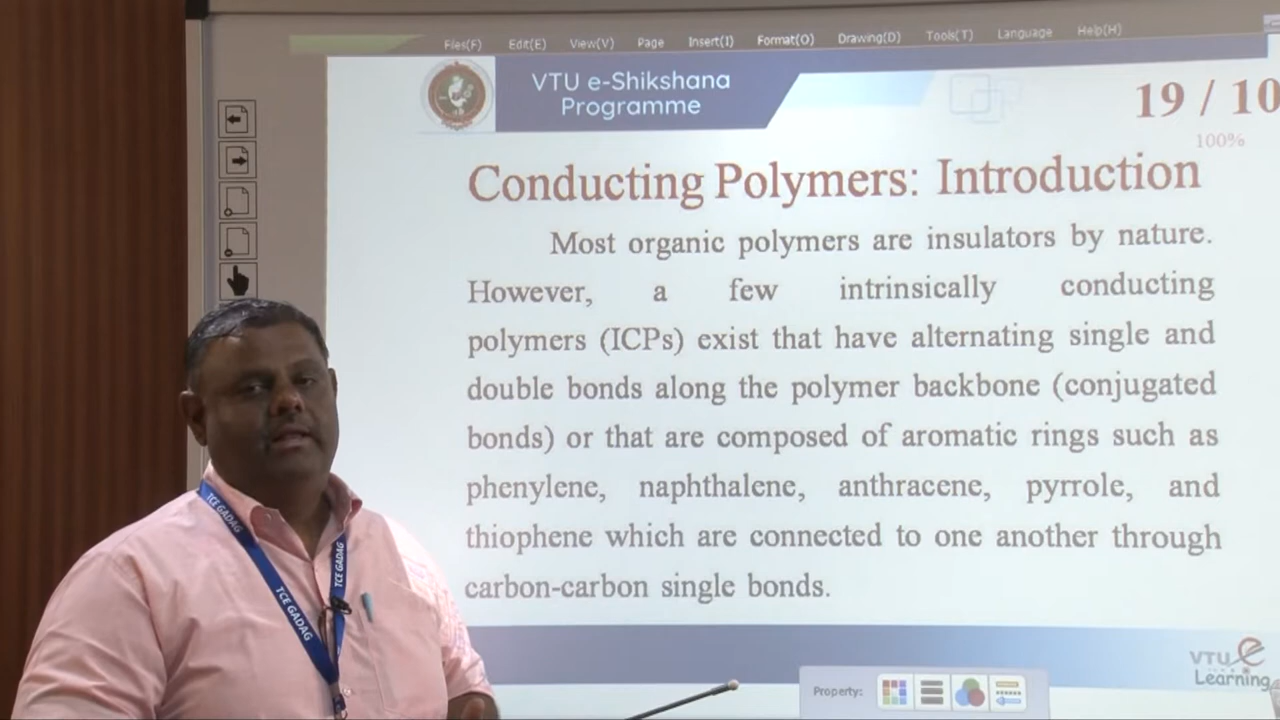 Files(F) Edit(E) View(V) Page Insert(I) Format(O) Drawing(D) Tools(T) Language Help(H)
VTU e-Shikshana
Programme
19 / 10
100%
Conducting Polymers: Introduction
Most organic polymers are insulators by nature.
However, a few intrinsically conducting
polymers (ICPs) exist that have alternating single and
double bonds along the polymer backbone (conjugated
bonds) or that are composed of aromatic rings such as
phenylene, naphthalene, anthracene, pyrrole, and
thiophene which are connected to one another through
carbon-carbon single bonds.
TCE GADAG
TCE GADAG
TCE GADAG
VTU e
Learning
Property: